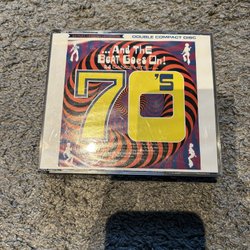 DOUBLE COMPACT DISC
...AND THE
BEAT GOES ON!
70's